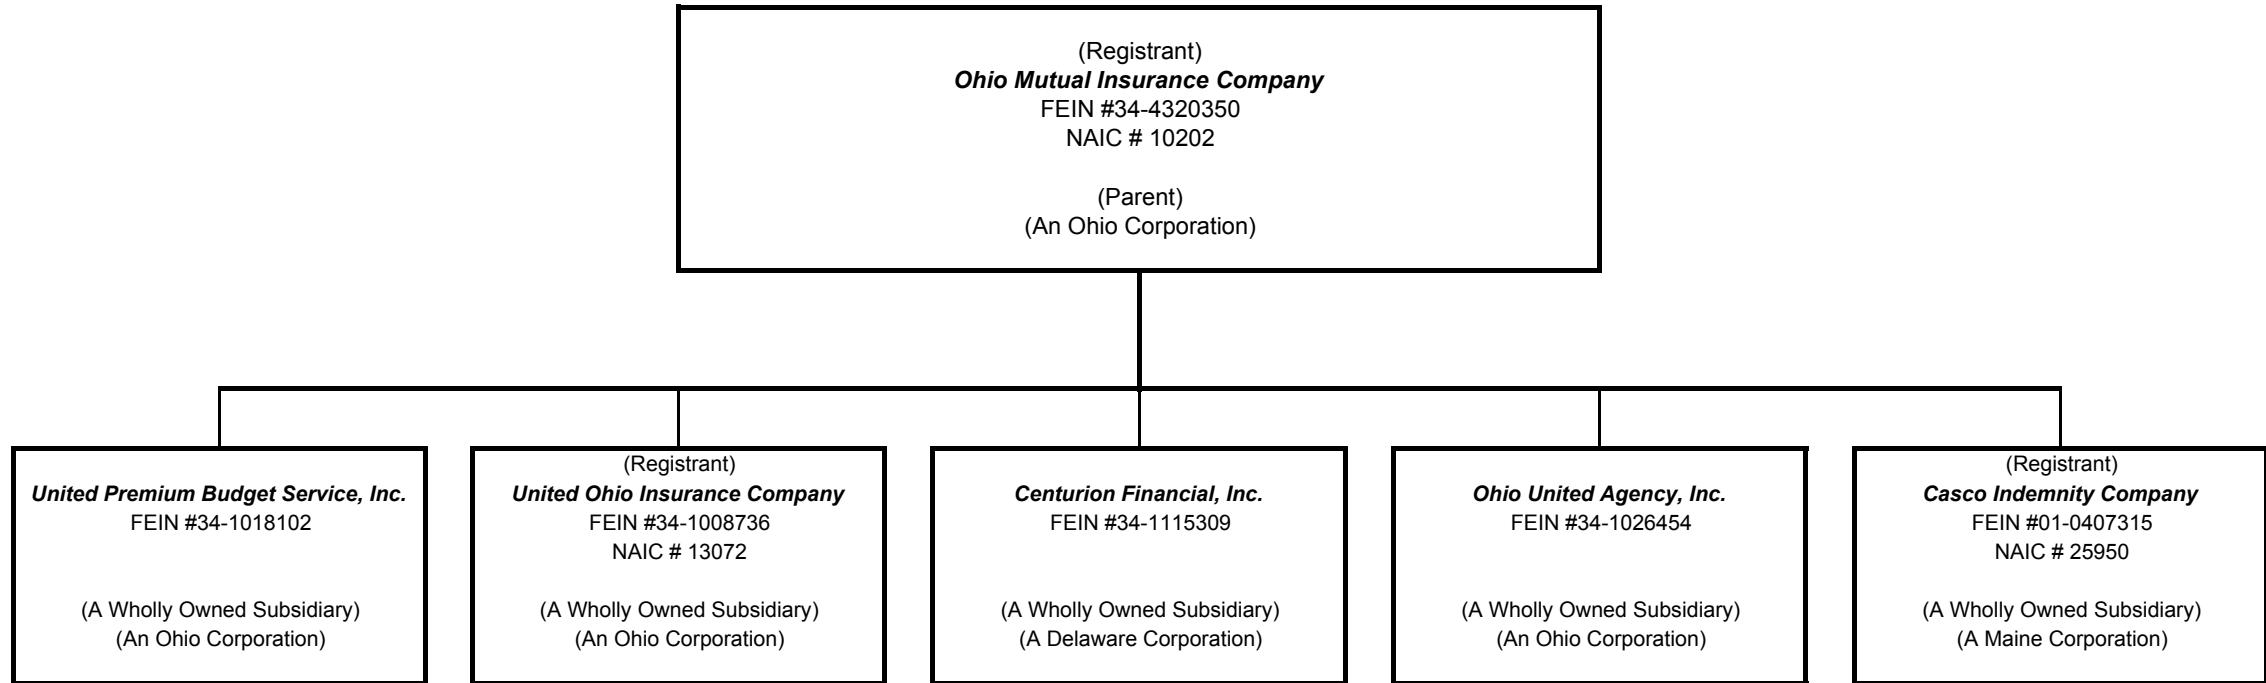 (Registrant)
Ohio Mutual Insurance Company
FEIN #34-4320350
NAIC # 10202
(Parent)
(An Ohio Corporation)
United Premium Budget Service, Inc.
FEIN #34-1018102
(A Wholly Owned Subsidiary)
(An Ohio Corporation)
(Registrant)
United Ohio Insurance Company
FEIN #34-1008736
NAIC # 13072
(A Wholly Owned Subsidiary)
(An Ohio Corporation)
Centurion Financial, Inc.
FEIN #34-1115309
(A Wholly Owned Subsidiary)
(A Delaware Corporation)
Ohio United Agency, Inc.
FEIN #34-1026454
(A Wholly Owned Subsidiary)
(An Ohio Corporation)
(Registrant)
Casco Indemnity Company
FEIN #01-0407315
NAIC # 25950
(A Wholly Owned Subsidiary)
(A Maine Corporation)